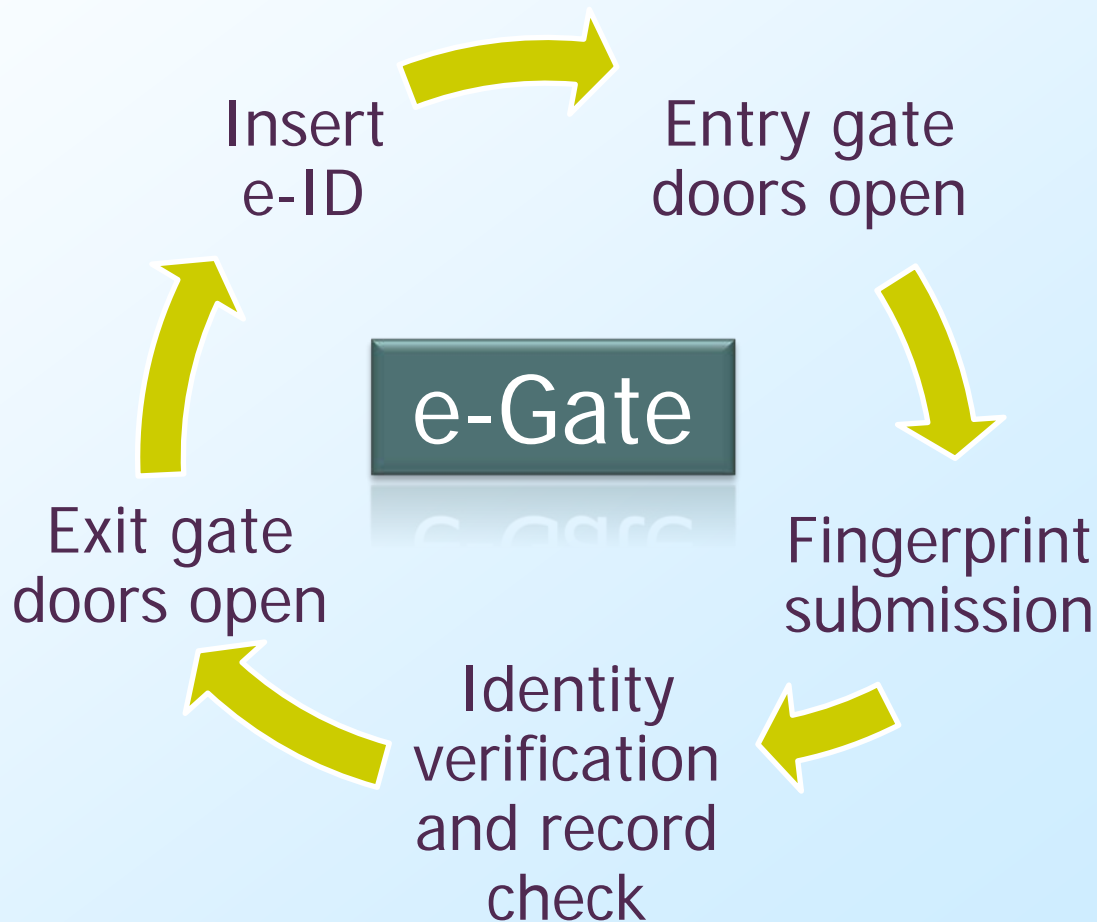 Insert
e-ID
Entry gate
doors open
e-Gate
Exit gate
doors open
Fingerprint
submission
Identity
verification
and record
check